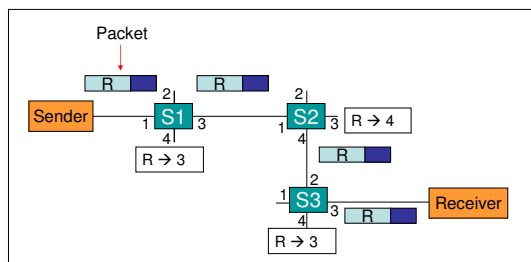 Packet
R
R
2
2
Sender
S1
S2
1
3
1
3
R → 4
4
4
R → 3
R
2
1
S3
Receiver
3
R
4
R → 3